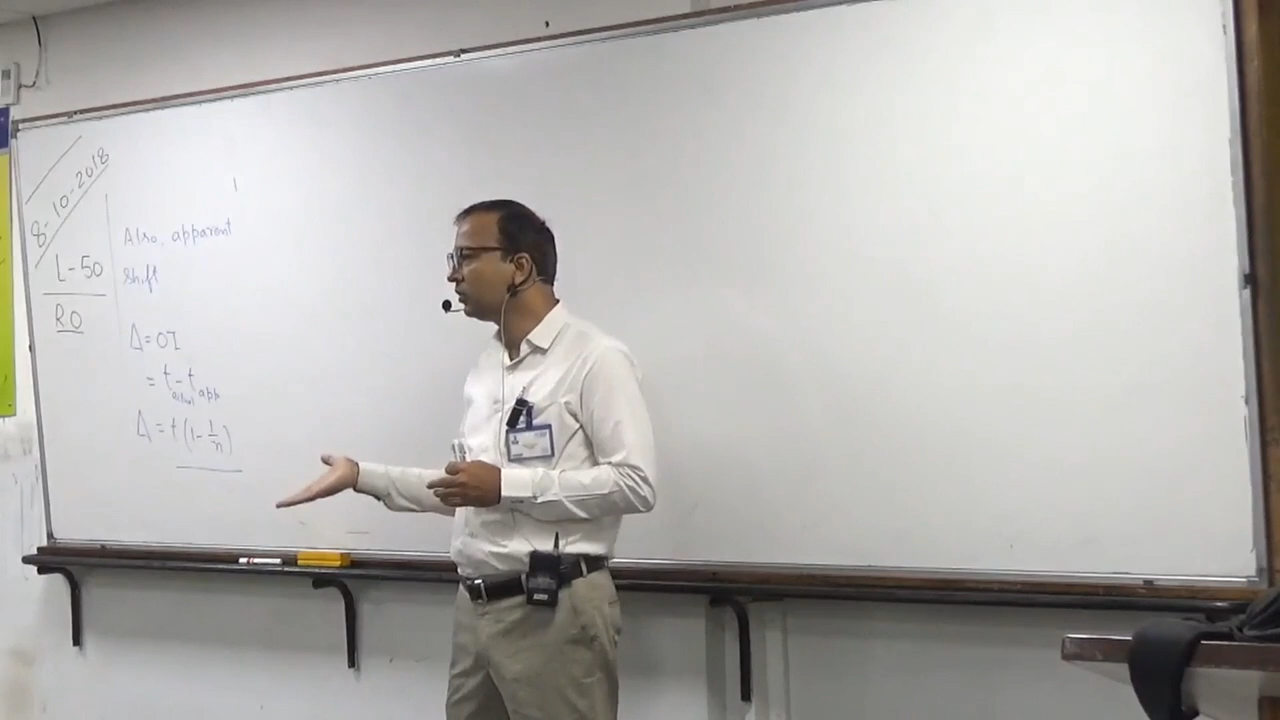 8-10-2018
L-50
RO
Also, apparent
shift
Δ = OI
= t actual - t app
Δ = t (1 - 1/n)